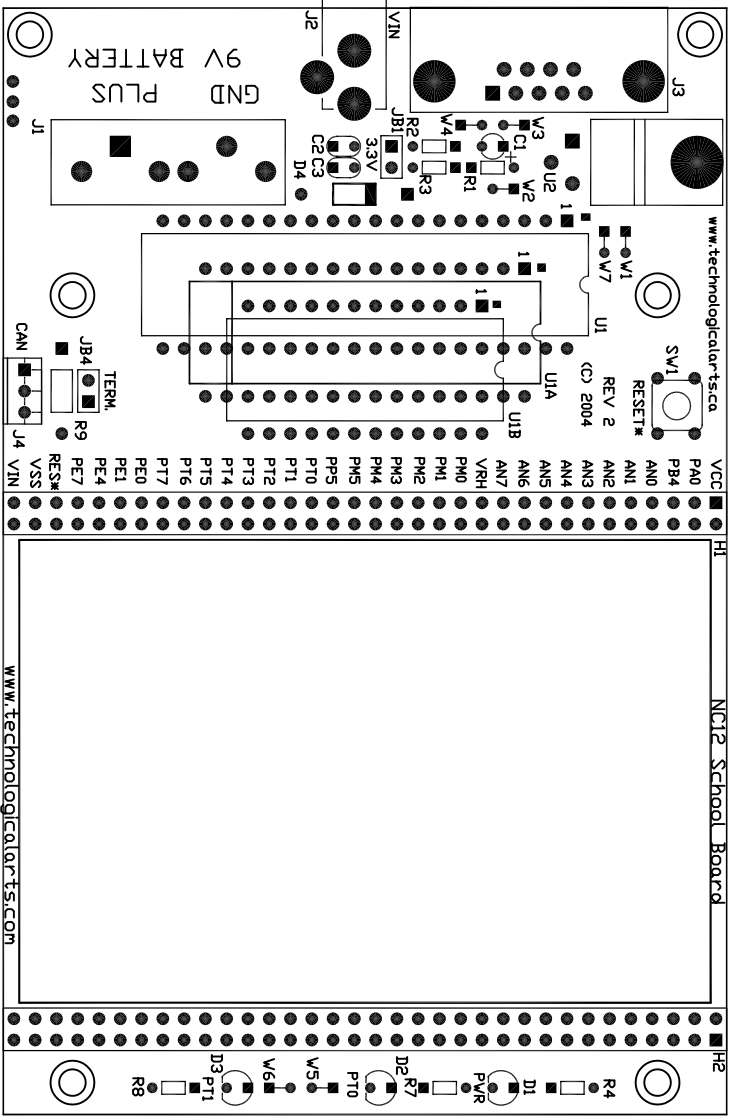 9V BATTERY
GND PLUS
J1
J2
VIN
J3
C2
C3
3.3V
JB1
R2
W4
W3
C1
+
U2
D4
R3
R1
W2
1
1
1
W7
W1
www.technologicalarts.ca
U1
U1A
U1B
REV 2
(C) 2004
SW1
RESET*
CAN
JB4
TERM.
R9
J4
VIN
VSS
RES*
PE7
PE4
PE1
PE0
PT7
PT6
PT5
PT4
PT3
PT2
PT1
PT0
PP5
PM5
PM4
PM3
PM2
PM1
PM0
VRH
AN7
AN6
AN5
AN4
AN3
AN2
AN1
AN0
PB4
PA0
VCC
H1
NC12 School Board
www.technologicalarts.com
H2
R8
PT1
D3
W6
W5
PT0
D2
R7
PWR
D1
R4